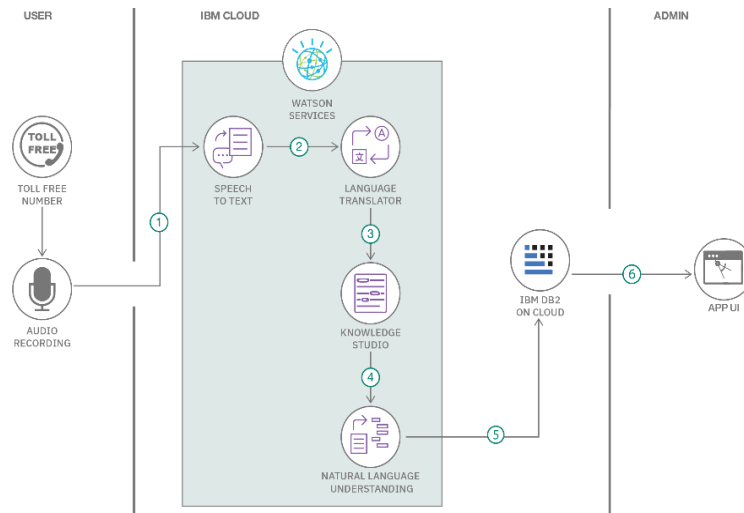 USER
IBM CLOUD
ADMIN
WATSON
SERVICES
TOLL
FREE
TOLL FREE
NUMBER
1
SPEECH
TO TEXT
2
A
文
LANGUAGE
TRANSLATOR
3
AUDIO
RECORDING
KNOWLEDGE
STUDIO
4
NATURAL LANGUAGE
UNDERSTANDING
5
IBM DB2
ON CLOUD
6
APP UI